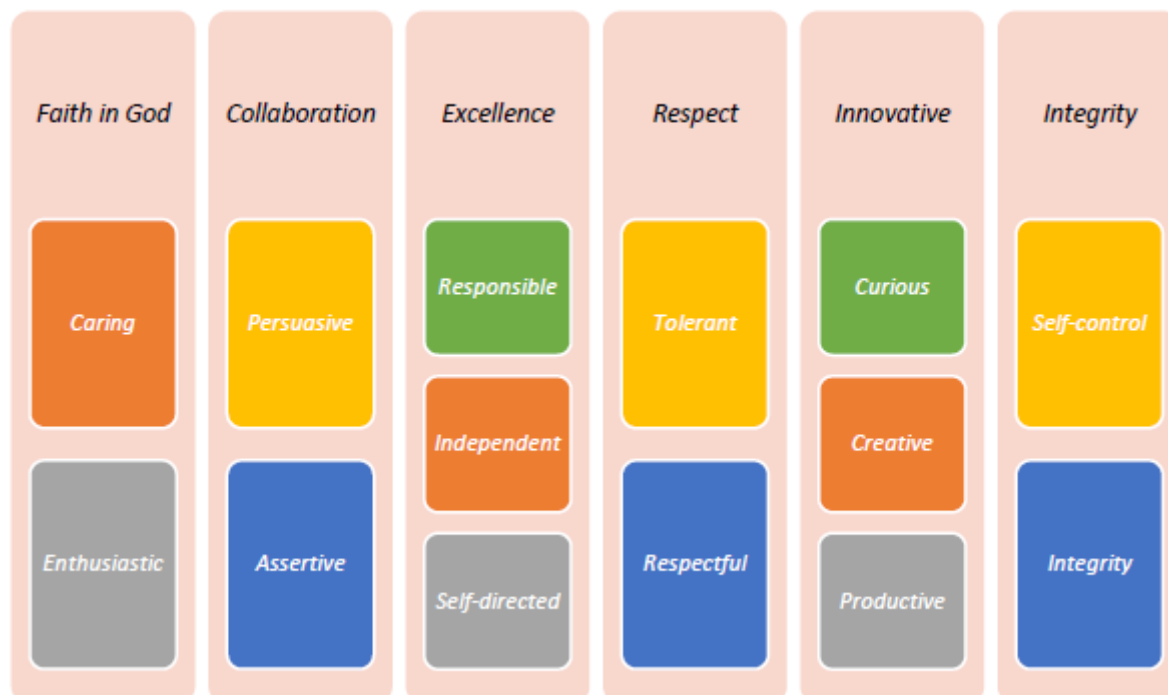 Faith in God
Caring
Enthusiastic
Collaboration
Persuasive
Assertive
Excellence
Responsible
Independent
Self-directed
Respect
Tolerant
Respectful
Innovative
Curious
Creative
Productive
Integrity
Self-control
Integrity